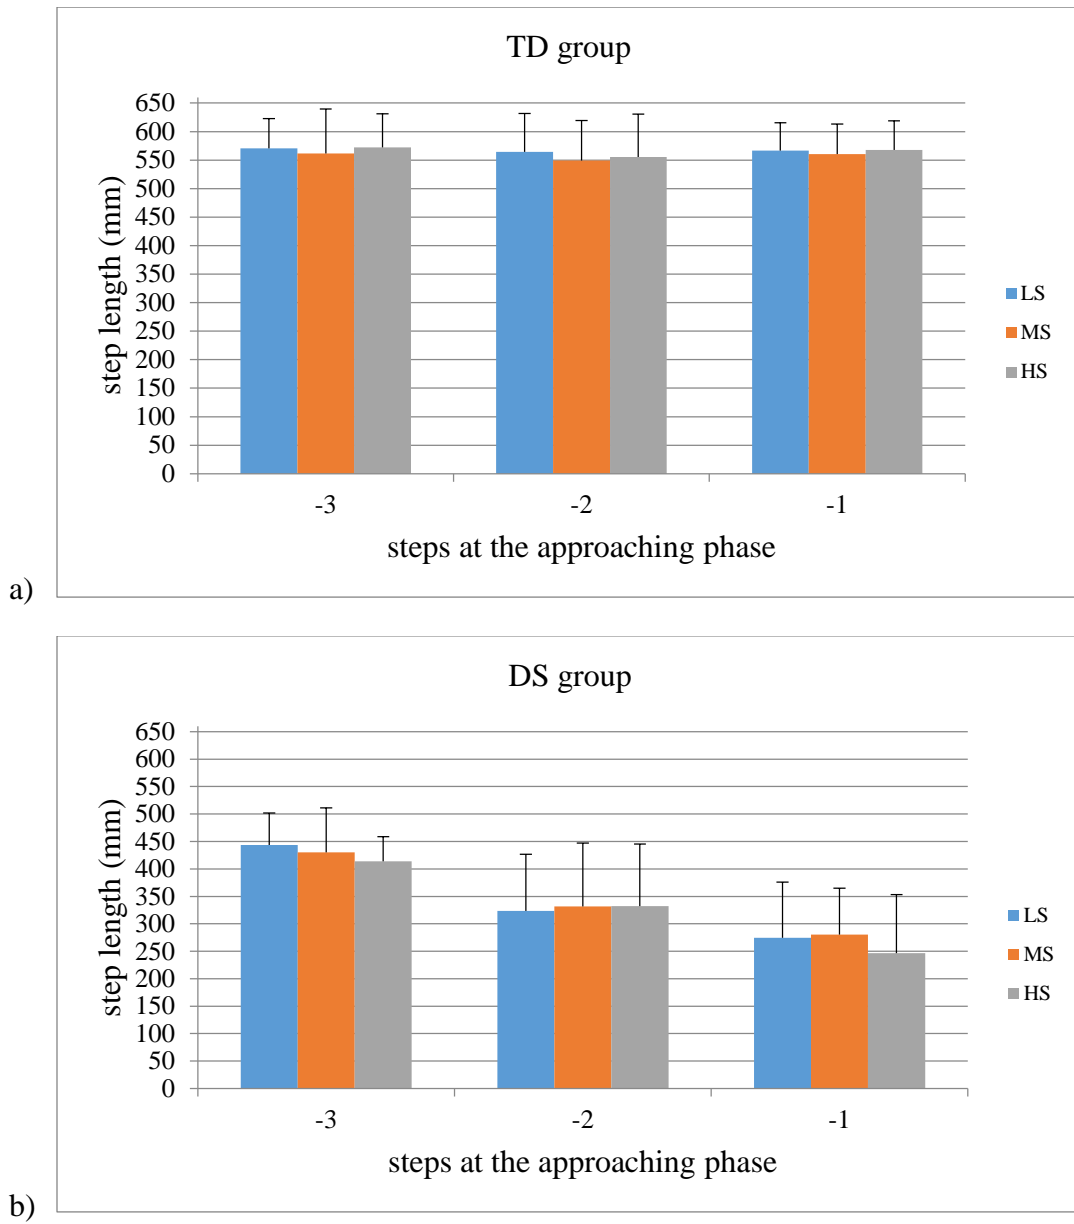 TD group
step length (mm)
650
600
550
500
450
400
350
300
250
200
150
100
50
0
-3 -2 -1
steps at the approaching phase
LS
MS
HS
a)
DS group
step length (mm)
650
600
550
500
450
400
350
300
250
200
150
100
50
0
-3 -2 -1
steps at the approaching phase
LS
MS
HS
b)